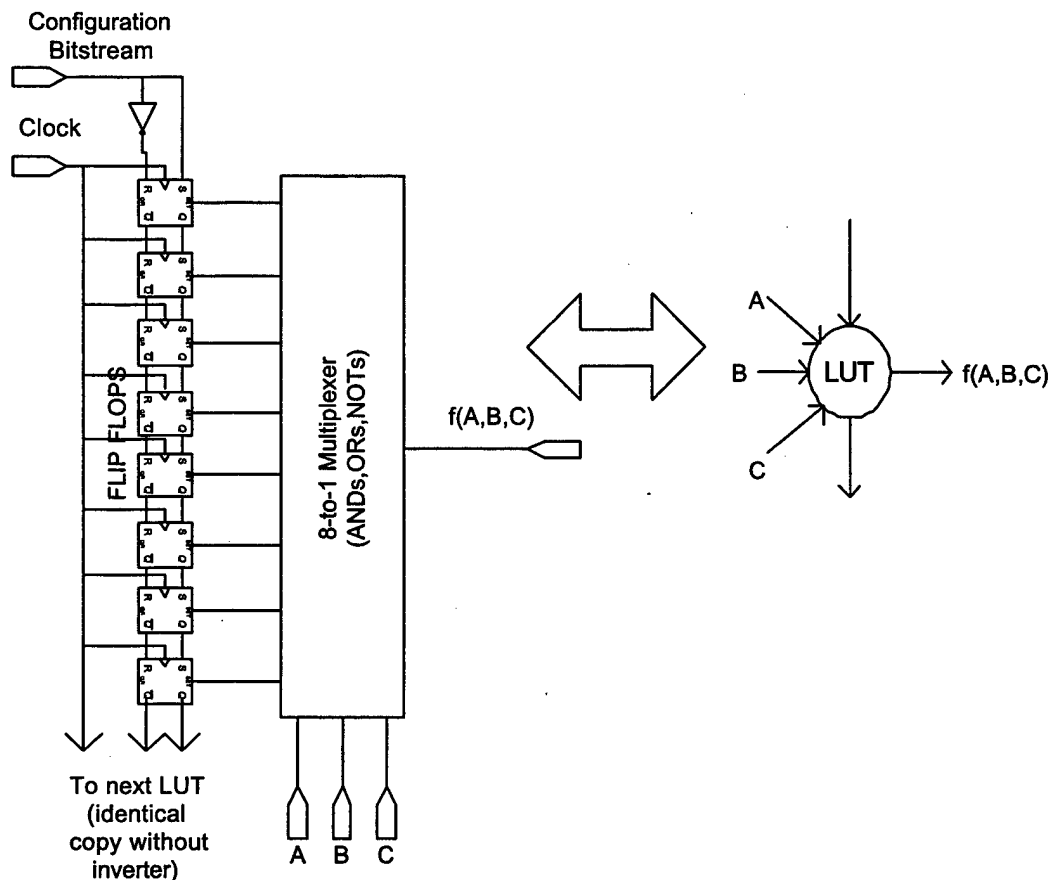 Configuration
Bitstream
Clock
R S
Q̅ Q
R S
Q̅ Q
R S
Q̅ Q
R S
Q̅ Q
R S
Q̅ Q
R S
Q̅ Q
R S
Q̅ Q
R S
Q̅ Q
FLIP FLOPS
8-to-1 Multiplexer
(ANDs,ORs,NOTs)
f(A,B,C)
A
B
C
LUT
f(A,B,C)
To next LUT
(identical
copy without
inverter)
A B C